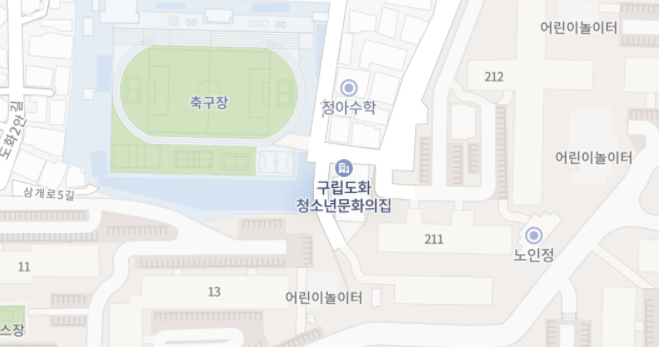 어린이놀이터
212
축구장
청아수학
도화2안길
어린이놀이터
구립도화
청소년문화의집
삼개로5길
211
노인정
11
13
어린이놀이터
스장